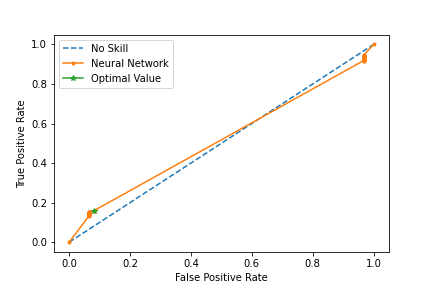 No Skill
Neural Network
Optimal Value
True Positive Rate
1.0
0.8
0.6
0.4
0.2
0.0
0.0 0.2 0.4 0.6 0.8 1.0
False Positive Rate